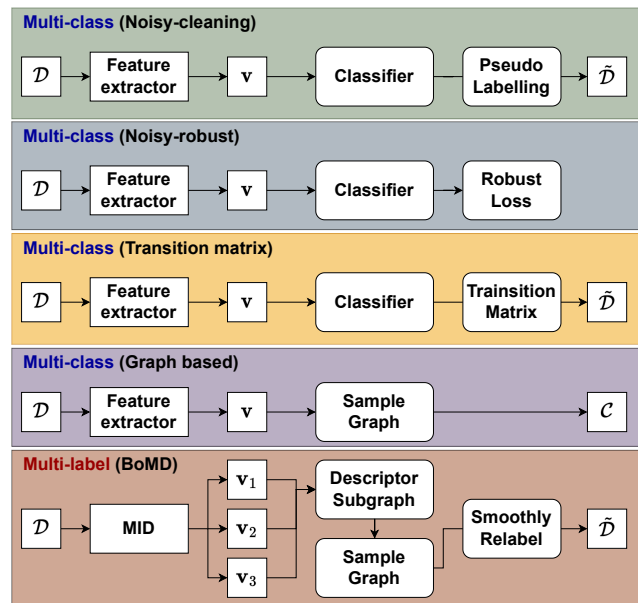 Multi-class (Noisy-cleaning)
𝒟
Feature
extractor
v
Classifier
Pseudo
Labelling
𝒟̃
Multi-class (Noisy-robust)
𝒟
Feature
extractor
v
Classifier
Robust
Loss
Multi-class (Transition matrix)
𝒟
Feature
extractor
v
Classifier
Trainsition
Matrix
𝒟̃
Multi-class (Graph based)
𝒟
Feature
extractor
v
Sample
Graph
𝒞
Multi-label (BoMD)
𝒟
MID
v₁
v₂
v₃
Descriptor
Subgraph
Sample
Graph
Smoothly
Relabel
𝒟̃